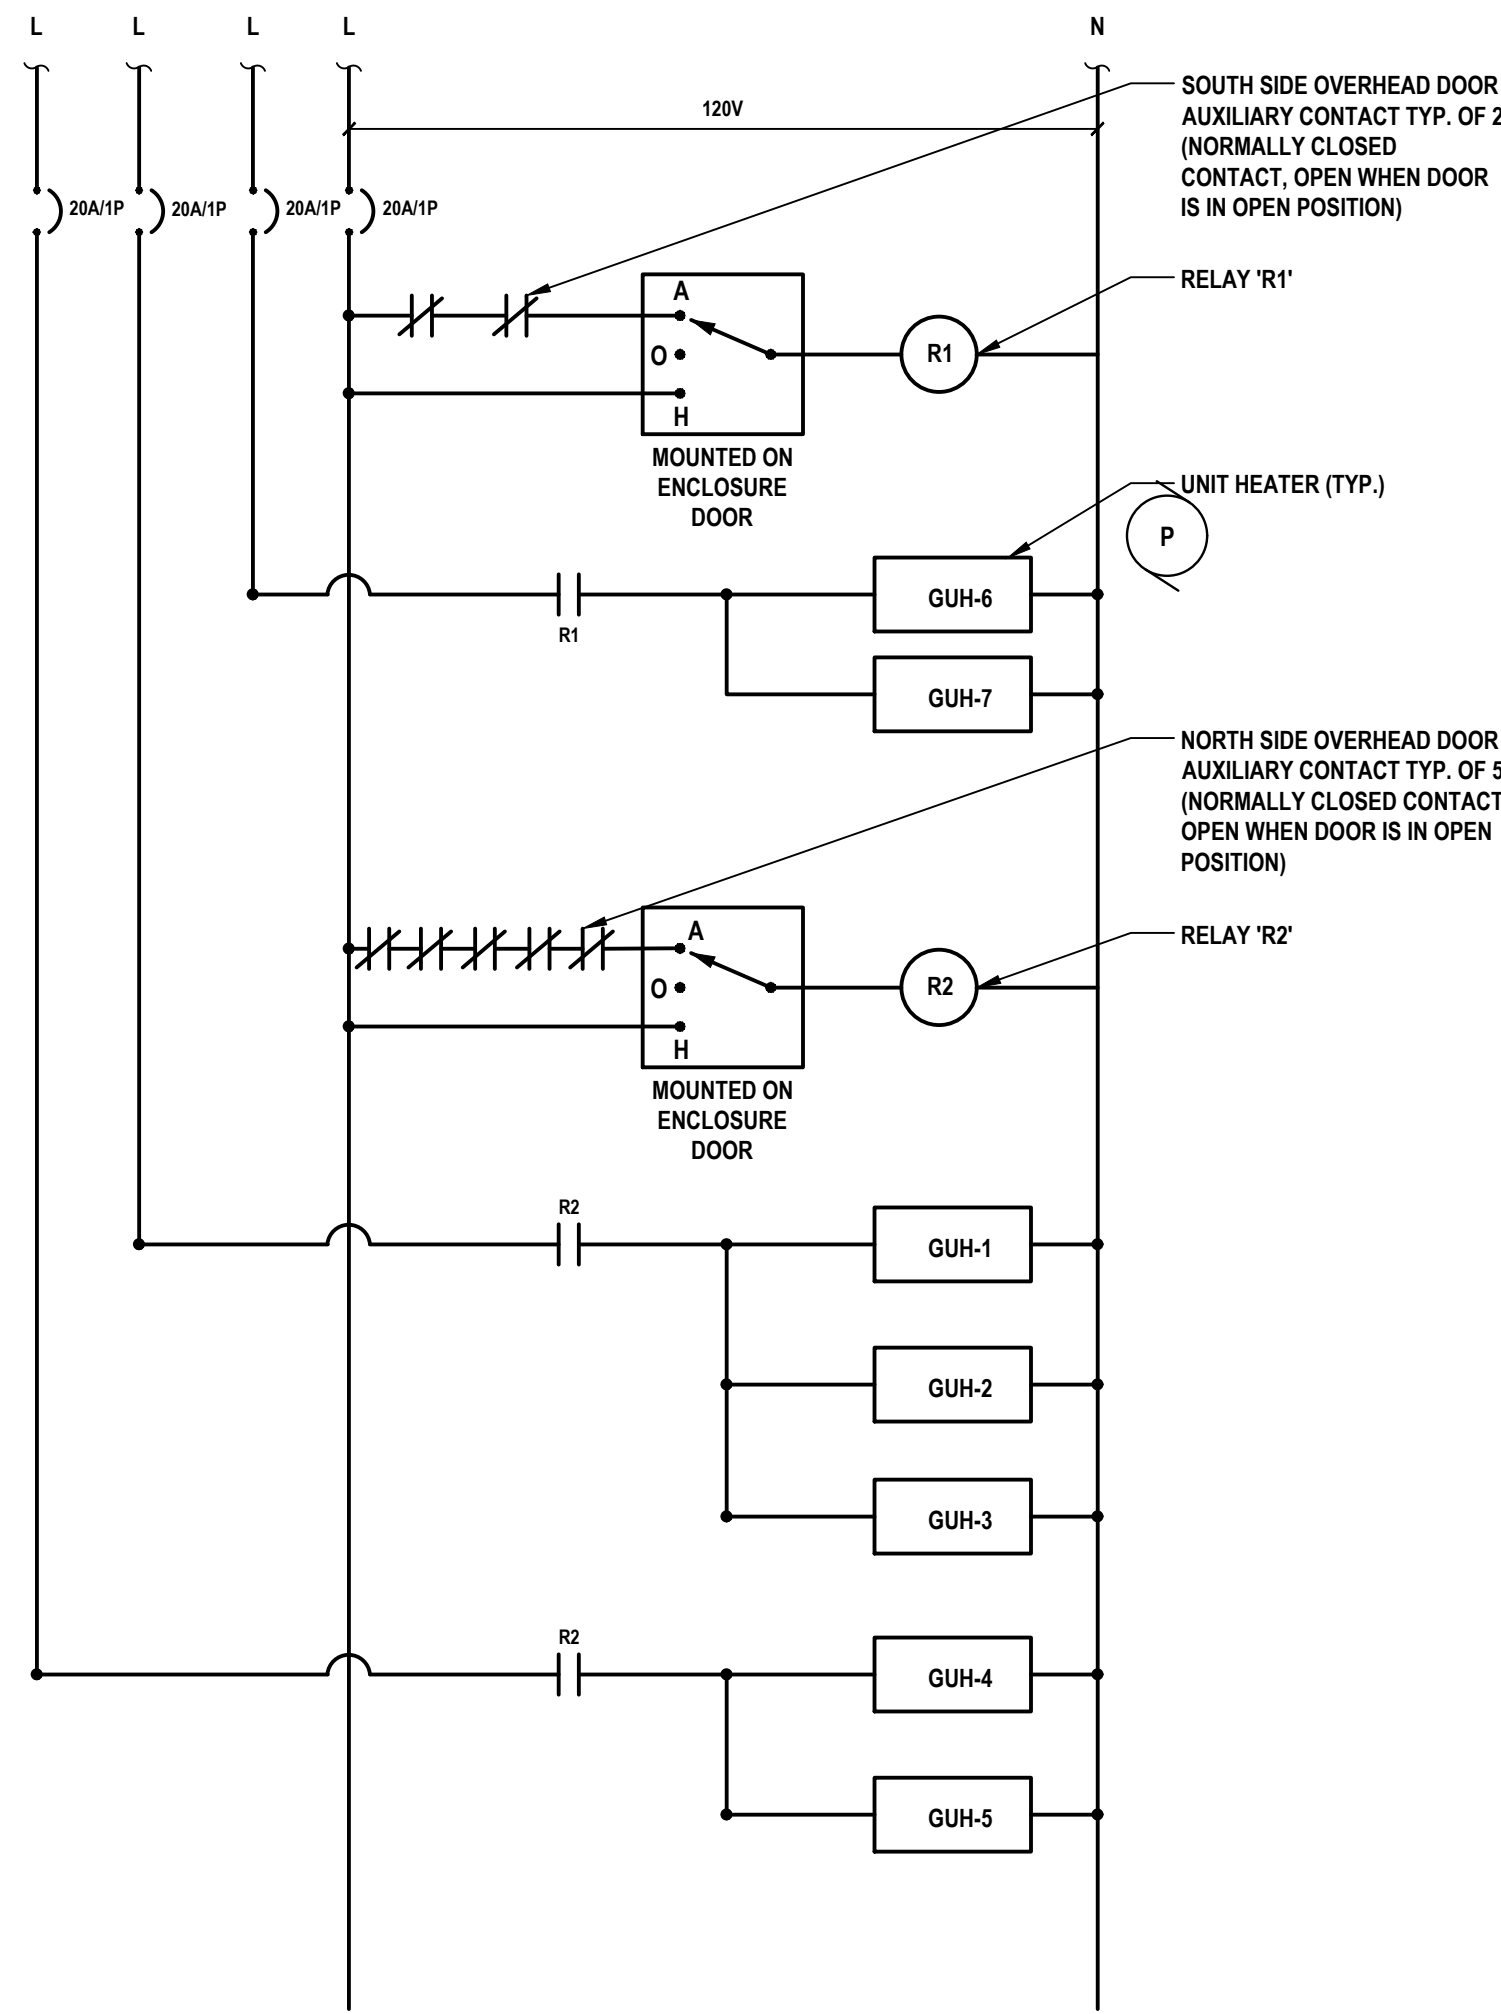 L L L L N
120V
SOUTH SIDE OVERHEAD DOOR
AUXILIARY CONTACT TYP. OF 2
(NORMALLY CLOSED
CONTACT, OPEN WHEN DOOR
IS IN OPEN POSITION)
20A/1P 20A/1P 20A/1P 20A/1P
RELAY 'R1'
A
O
H
R1
MOUNTED ON
ENCLOSURE
DOOR
UNIT HEATER (TYP.)
P
R1
GUH-6
GUH-7
NORTH SIDE OVERHEAD DOOR
AUXILIARY CONTACT TYP. OF 5
(NORMALLY CLOSED CONTACT
OPEN WHEN DOOR IS IN OPEN
POSITION)
RELAY 'R2'
A
O
H
R2
MOUNTED ON
ENCLOSURE
DOOR
R2
GUH-1
GUH-2
GUH-3
R2
GUH-4
GUH-5